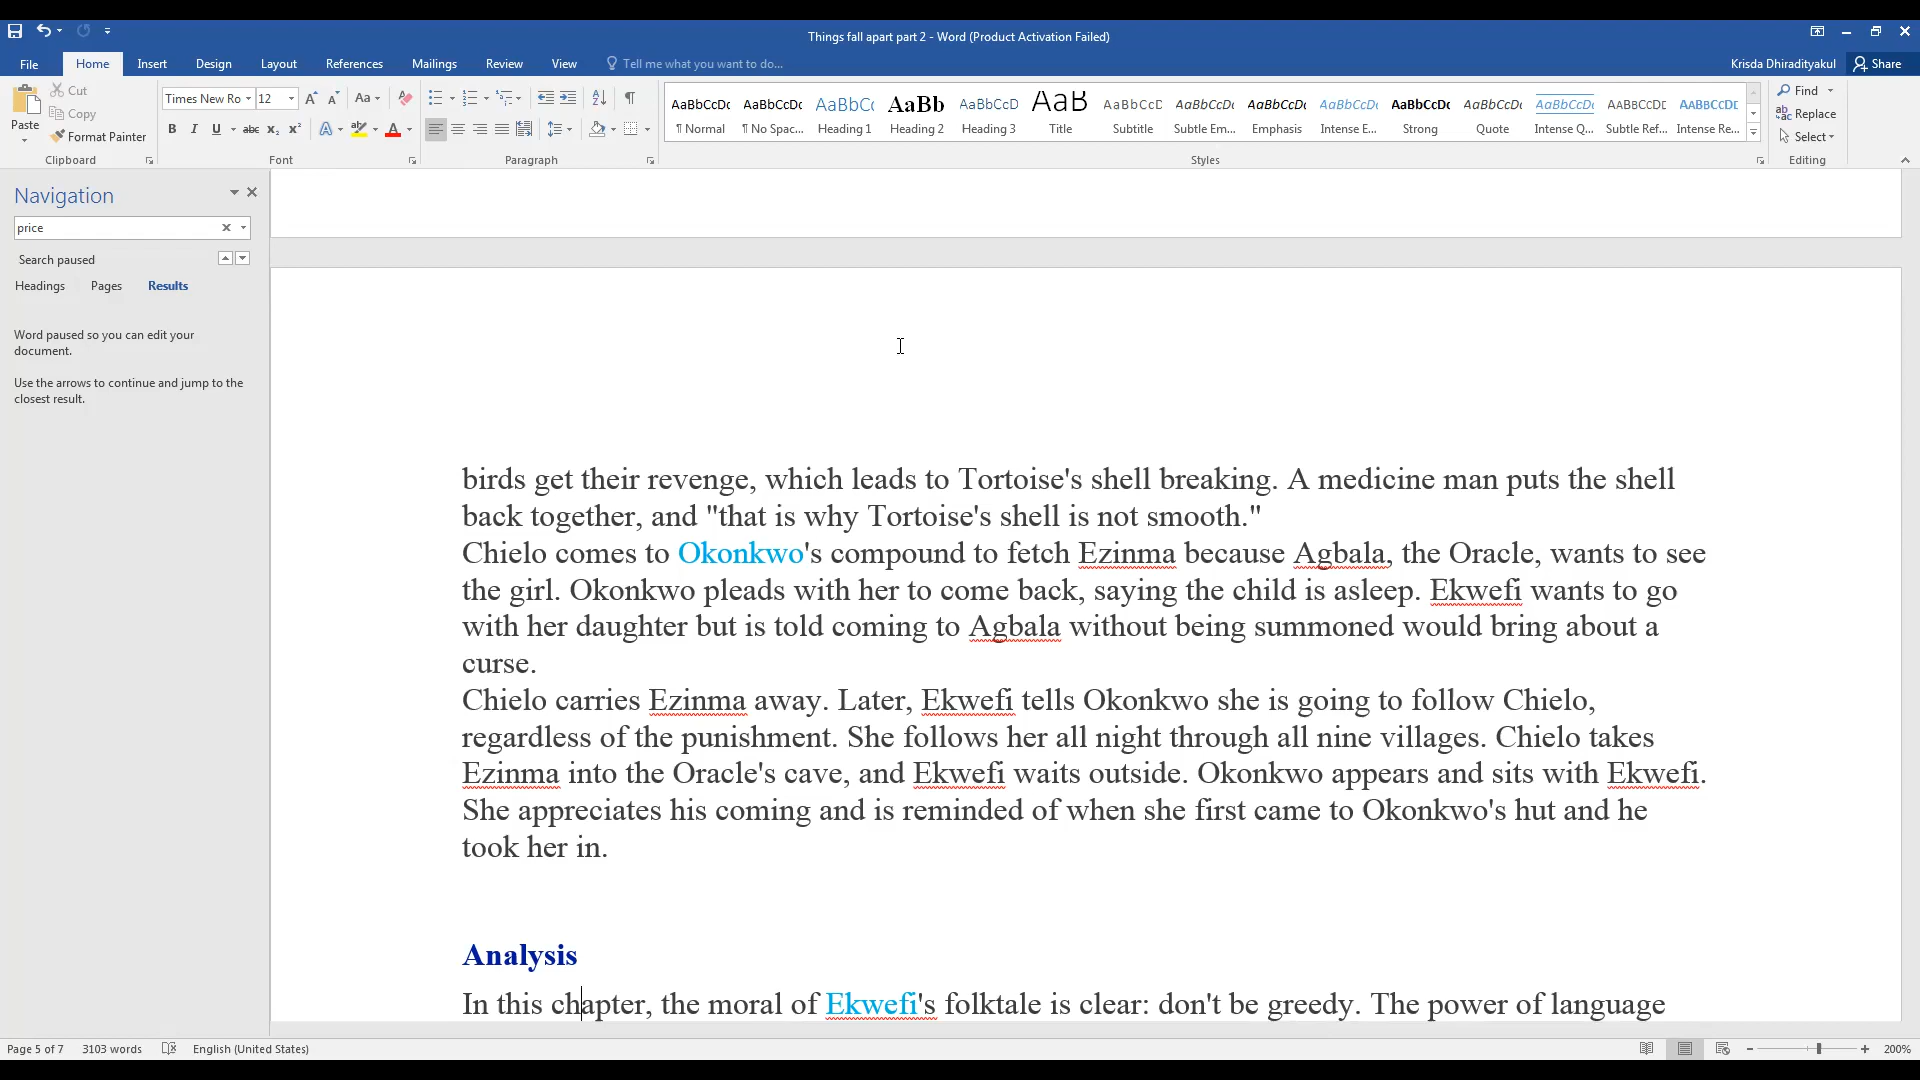 Things fall apart part 2 - Word (Product Activation Failed)
File Home Insert Design Layout References Mailings Review View Tell me what you want to do... Krisda Dhiradityakul Share
Paste
Cut
Copy
Format Painter
Clipboard
Times New Ro 12
Font
Paragraph
AaBbCcDc AaBbCcDc AaBbCc AaBb AaBbCcD AaB AaBbCcD AaBbCcDc AaBbCcDc AaBbCcDc AaBbCcDc AaBbCcDc AaBbCcDc AABBCCDE AABBCCDE
¶ Normal ¶ No Spac... Heading 1 Heading 2 Heading 3 Title Subtitle Subtle Em... Emphasis Intense E... Strong Quote Intense Q... Subtle Ref... Intense Re...
Styles
Find
Replace
Select
Editing
Navigation
price
Search paused
Headings Pages Results
Word paused so you can edit your
document.
Use the arrows to continue and jump to the
closest result.
birds get their revenge, which leads to Tortoise's shell breaking. A medicine man puts the shell
back together, and "that is why Tortoise's shell is not smooth."
Chielo comes to Okonkwo's compound to fetch Ezinma because Agbala, the Oracle, wants to see
the girl. Okonkwo pleads with her to come back, saying the child is asleep. Ekwefi wants to go
with her daughter but is told coming to Agbala without being summoned would bring about a
curse.
Chielo carries Ezinma away. Later, Ekwefi tells Okonkwo she is going to follow Chielo,
regardless of the punishment. She follows her all night through all nine villages. Chielo takes
Ezinma into the Oracle's cave, and Ekwefi waits outside. Okonkwo appears and sits with Ekwefi.
She appreciates his coming and is reminded of when she first came to Okonkwo's hut and he
took her in.
Analysis
In this chapter, the moral of Ekwefi's folktale is clear: don't be greedy. The power of language
Page 5 of 7 3103 words English (United States) 200%